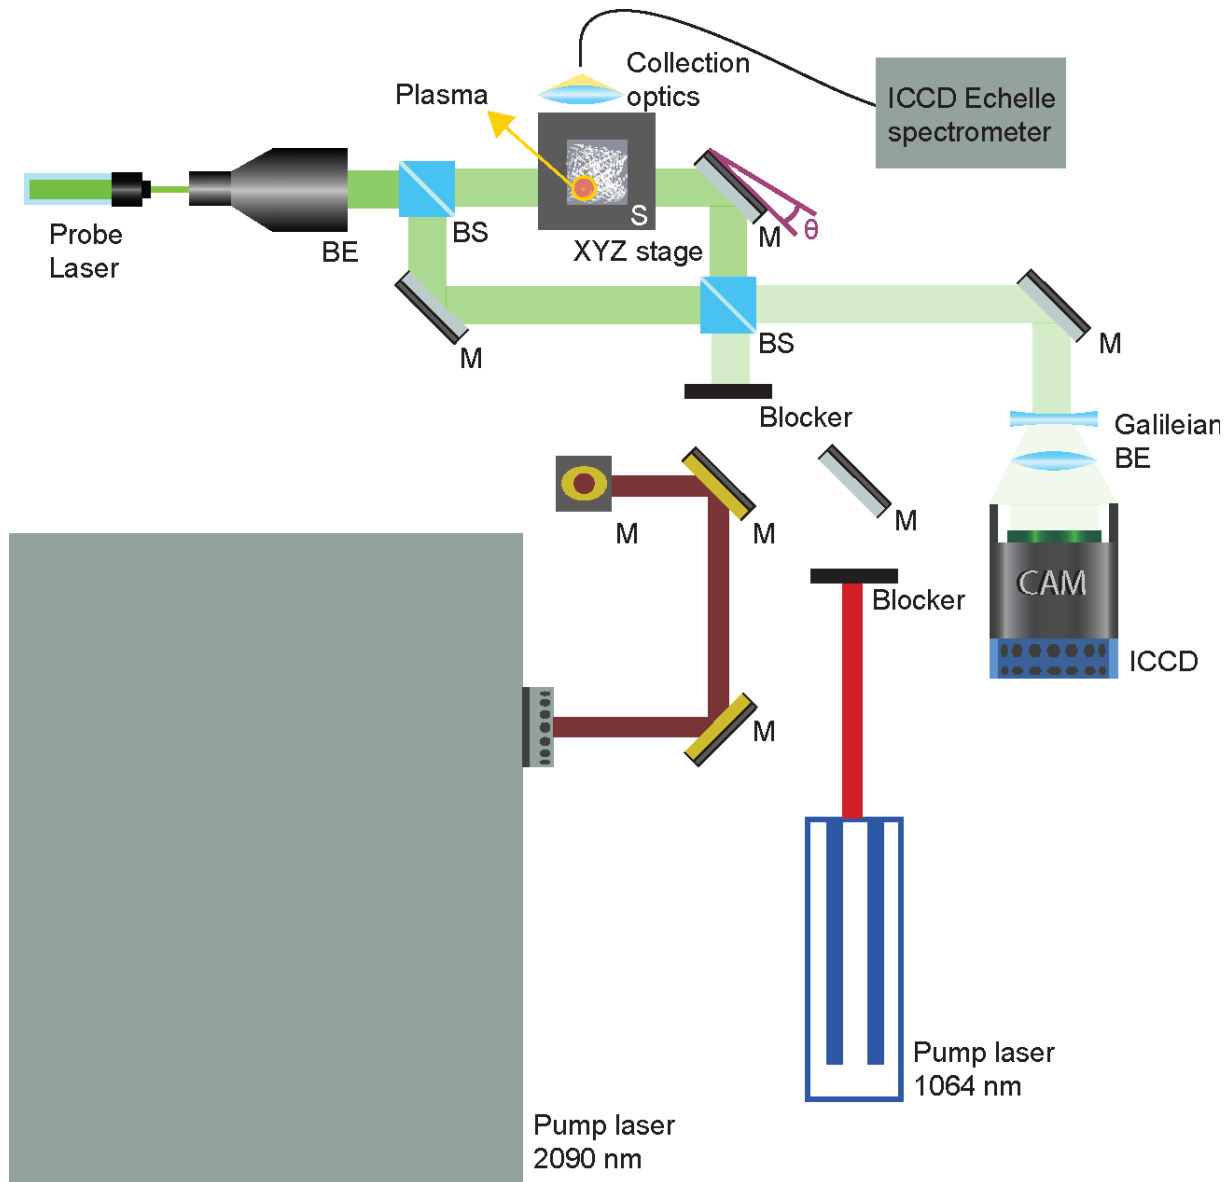 Collection
optics
Plasma
ICCD Echelle
spectrometer
S
BS
BE
M
θ
XYZ stage
Probe
Laser
M
BS
M
Blocker
Galileian
BE
M
M
M
Blocker
CAM
ICCD
M
Pump laser
1064 nm
Pump laser
2090 nm